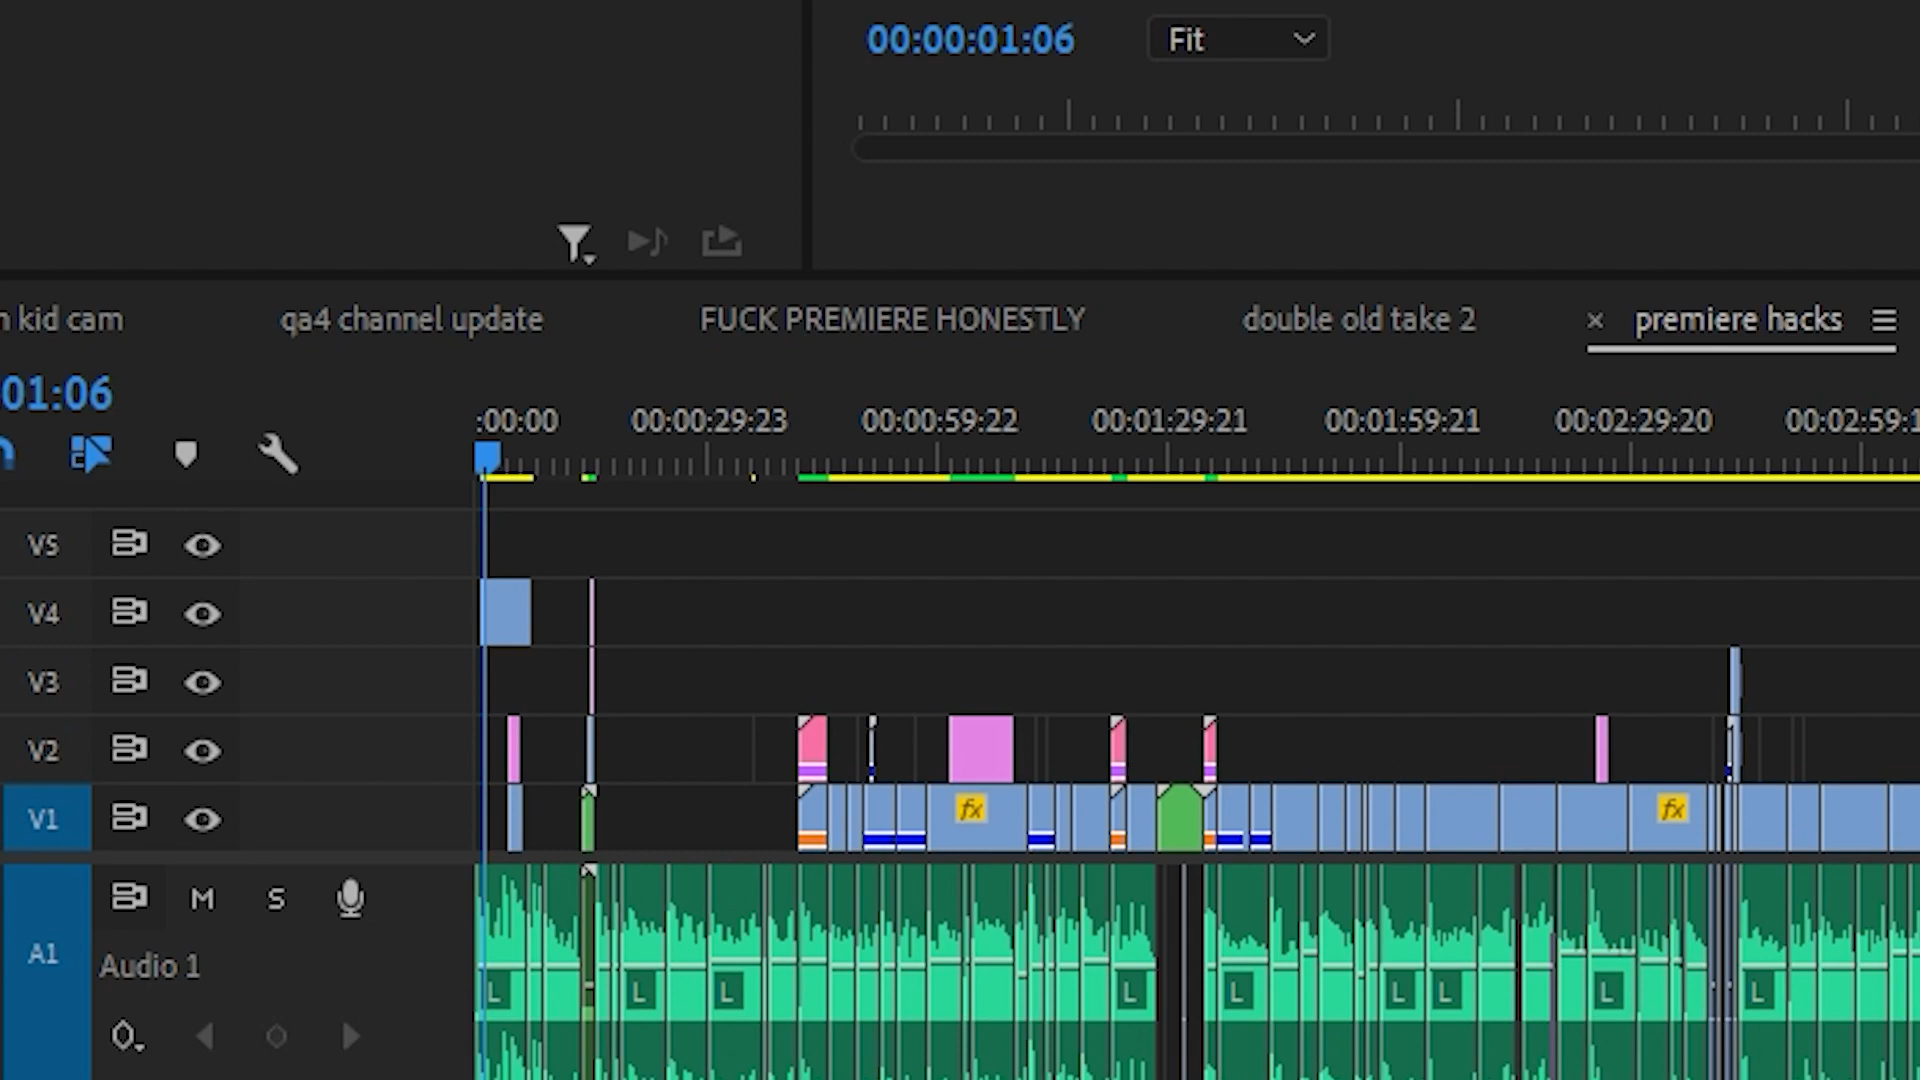 00:00:01:06 Fit
n kid cam qa4 channel update FUCK PREMIERE HONESTLY double old take 2 × premiere hacks
01:06
:00:00 00:00:29:23 00:00:59:22 00:01:29:21 00:01:59:21 00:02:29:20 00:02:59:1
V5
V4
V3
V2
V1 fx fx
M S
A1
Audio 1
L L L L L L L L L